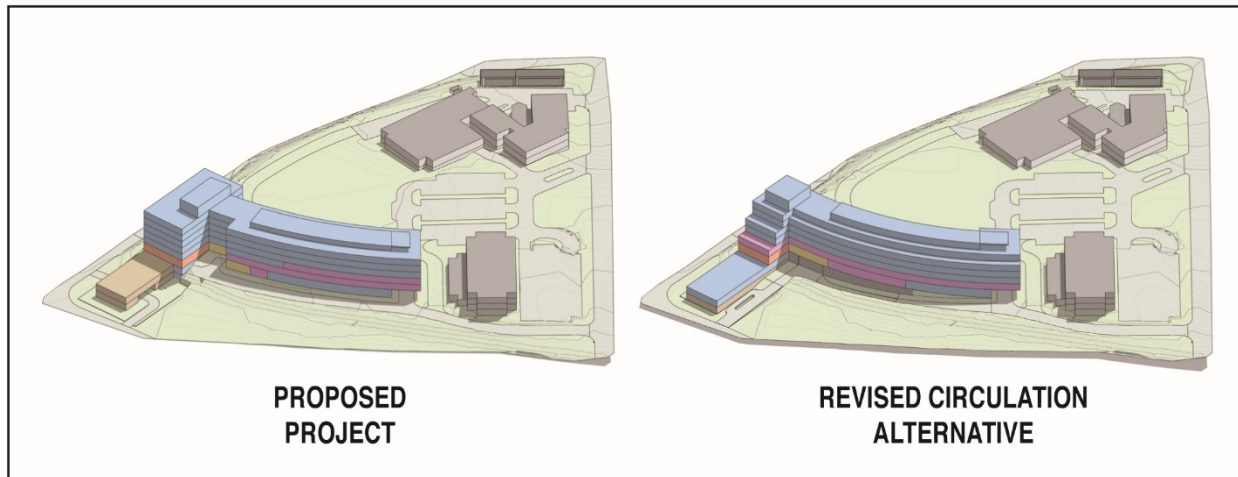 PROPOSED
PROJECT
REVISED CIRCULATION
ALTERNATIVE